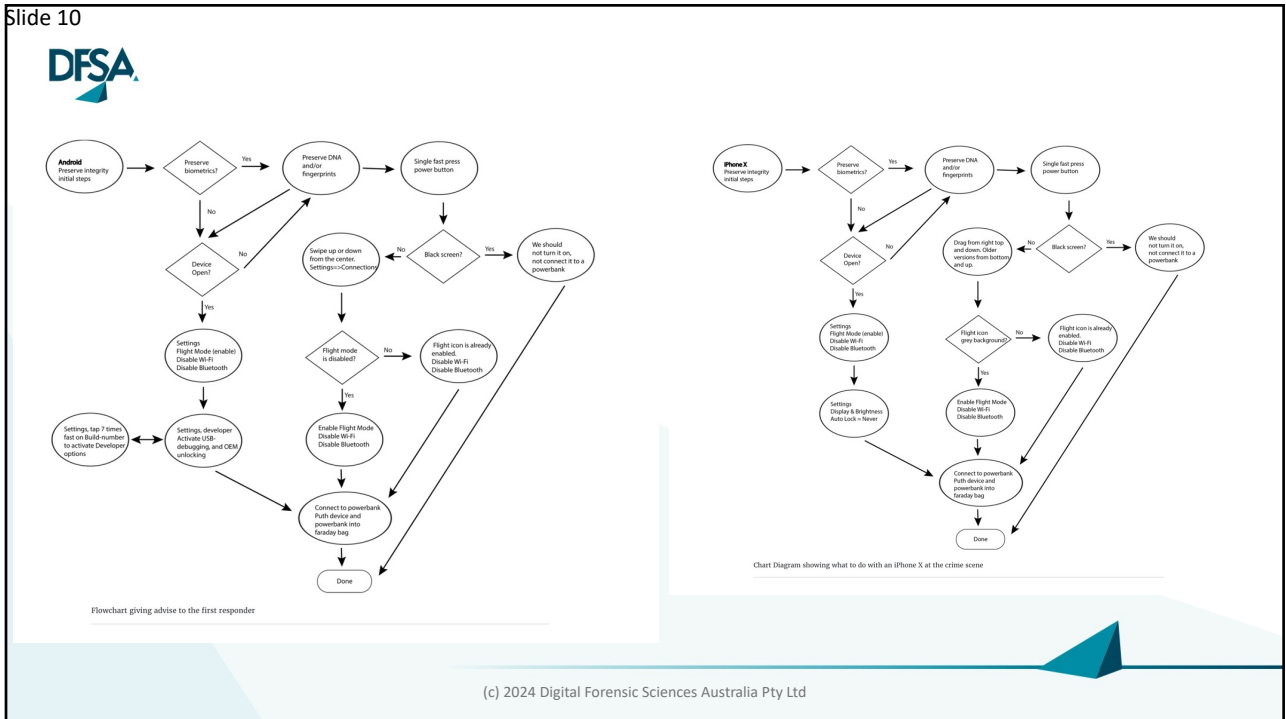 Slide 10
DFSA
Android
Preserve integrity
initial steps
Preserve
biometrics?
Yes
No
Preserve DNA
and/or
fingerprints
Single fast press
power button
Device
Open?
No
Yes
Swipe up or down
from the center.
Settings=>Connections
No
Black screen?
Yes
We should
not turn it on,
not connect it to a
powerbank
Settings
Flight Mode (enable)
Disable Wi-Fi
Disable Bluetooth
Flight mode
is disabled?
No
Yes
Flight icon is already
enabled.
Disable Wi-Fi
Disable Bluetooth
Settings, tap 7 times
fast on Build-number
to activate Developer
options
Settings, developer
Activate USB-
debugging, and OEM
unlocking
Enable Flight Mode
Disable Wi-Fi
Disable Bluetooth
Connect to powerbank
Puth device and
powerbank into
faraday bag
Done
Flowchart giving advise to the first responder
IPhone X
Preserve integrity
initial steps
Preserve
biometrics?
Yes
No
Preserve DNA
and/or
fingerprints
Single fast press
power button
Device
Open?
No
Yes
Drag from right top
and down. Older
versions from bottom
and up.
No
Black screen?
Yes
We should
not turn it on,
not connect it to a
powerbank
Settings
Flight Mode (enable)
Disable Wi-Fi
Disable Bluetooth
Flight icon
grey background?
No
Yes
Flight icon is already
enabled.
Disable Wi-Fi
Disable Bluetooth
Settings
Display & Brightness
Auto Lock = Never
Enable Flight Mode
Disable Wi-Fi
Disable Bluetooth
Connect to powerbank
Puth device and
powerbank into
faraday bag
Done
Chart Diagram showing what to do with an iPhone X at the crime scene
(c) 2024 Digital Forensic Sciences Australia Pty Ltd